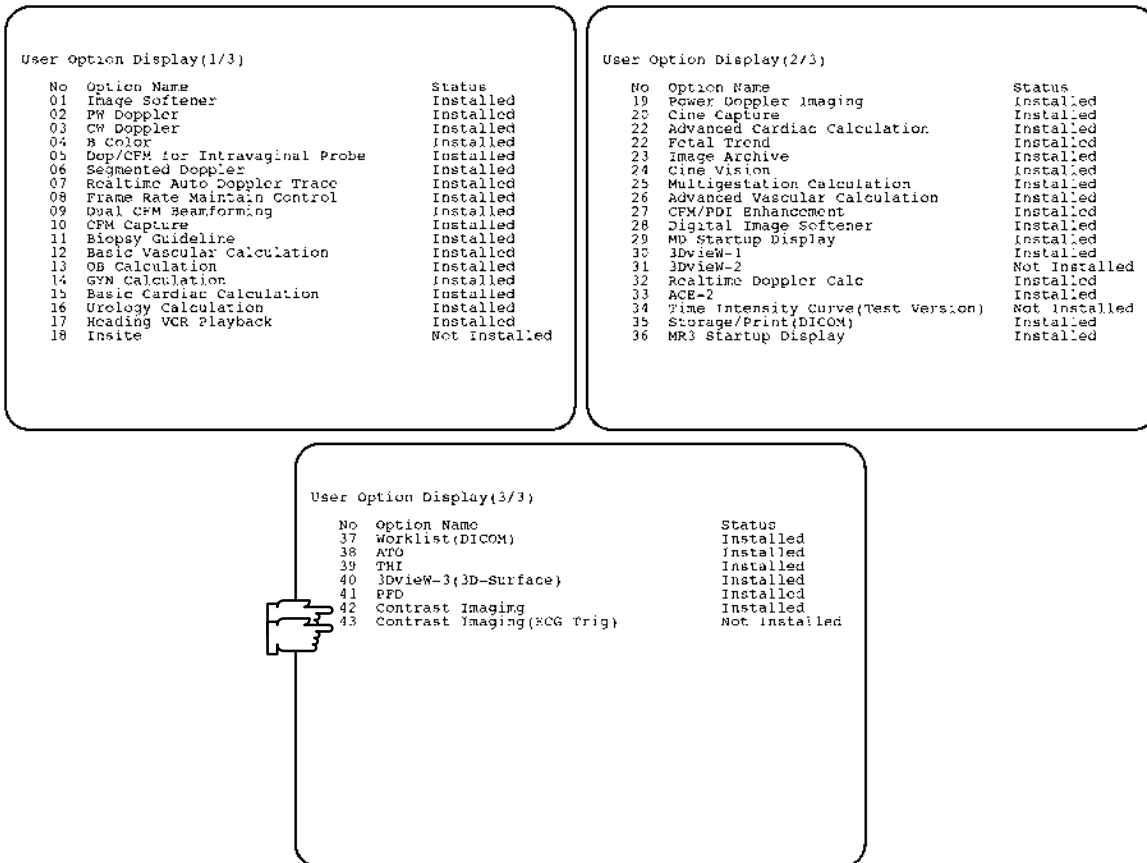 User Option Display(1/3)
No Option Name Status
01 Image Softener Installed
02 PW Doppler Installed
03 CW Doppler Installed
04 B Color Installed
05 Dop/CFM for Intravaginal Probe Installed
06 Segmented Doppler Installed
07 Realtime Auto Doppler Trace Installed
08 Frame Rate Maintain Control Installed
09 Dual CFM Beamforming Installed
10 CFM Capture Installed
11 Biopsy Guideline Installed
12 Basic Vascular Calculation Installed
13 OB Calculation Installed
14 GYN Calculation Installed
15 Basic Cardiac Calculation Installed
16 Urology Calculation Installed
17 Heading VCR Playback Installed
18 Insite Not Installed
User Option Display(2/3)
No Option Name Status
19 Power Doppler Imaging Installed
20 Cine Capture Installed
22 Advanced Cardiac Calculation Installed
22 Fetal Trend Installed
23 Image Archive Installed
24 Cine Vision Installed
25 Multigestation Calculation Installed
26 Advanced Vascular Calculation Installed
27 CFM/PDI Enhancement Installed
28 Digital Image Softener Installed
29 MD Startup Display Installed
30 3DvieW-1 Installed
31 3DvieW-2 Not Installed
32 Realtime Doppler Calc Installed
33 ACE-2 Installed
34 Time Intensity Curve(Test Version) Not Installed
35 Storage/Print(DICOM) Installed
36 MR3 Startup Display Installed
User Option Display(3/3)
No Option Name Status
37 Worklist(DICOM) Installed
38 ATO Installed
39 THI Installed
40 3DvieW-3(3D-Surface) Installed
41 PFD Installed
42 Contrast Imaging Installed
43 Contrast Imaging(ECG Trig) Not Installed